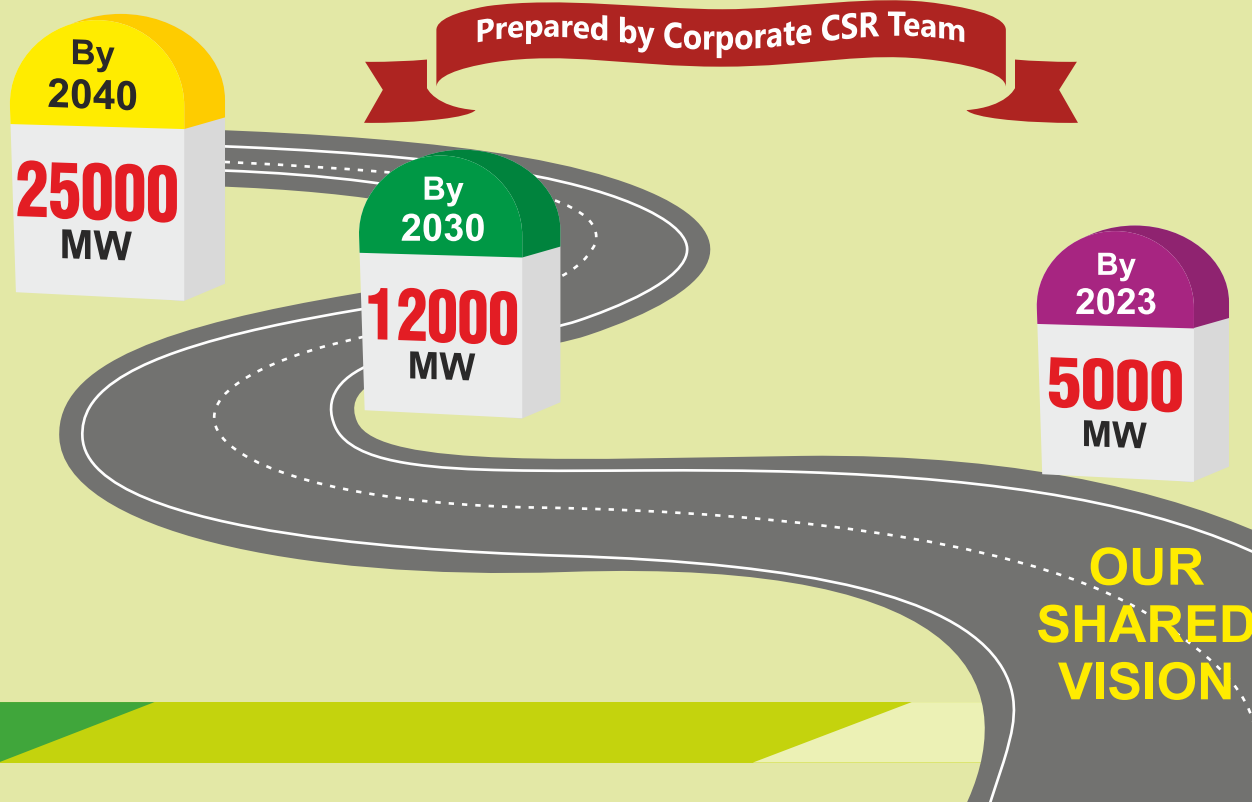 Prepared by Corporate CSR Team
By
2040
25000
MW
By
2030
12000
MW
By
2023
5000
MW
OUR
SHARED
VISION